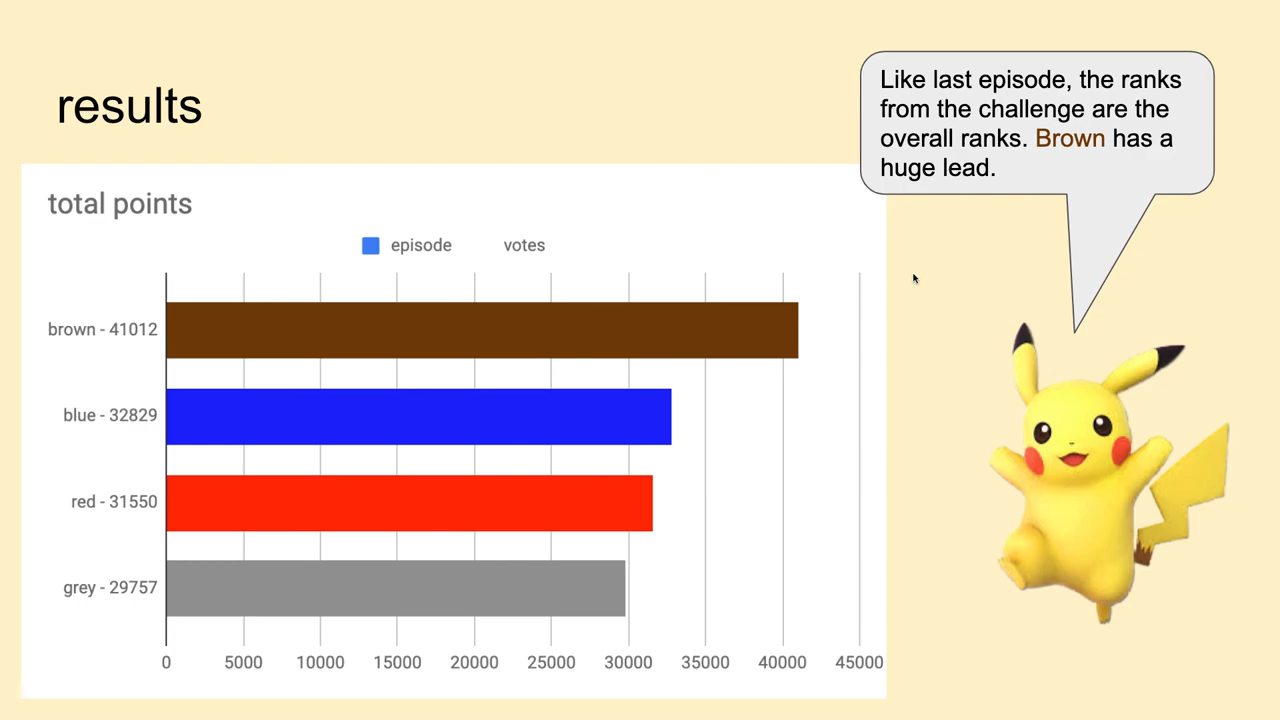 results
Like last episode, the ranks
from the challenge are the
overall ranks. Brown has a
huge lead.
total points
episode votes
brown - 41012
blue - 32829
red - 31550
grey - 29757
0 5000 10000 15000 20000 25000 30000 35000 40000 45000